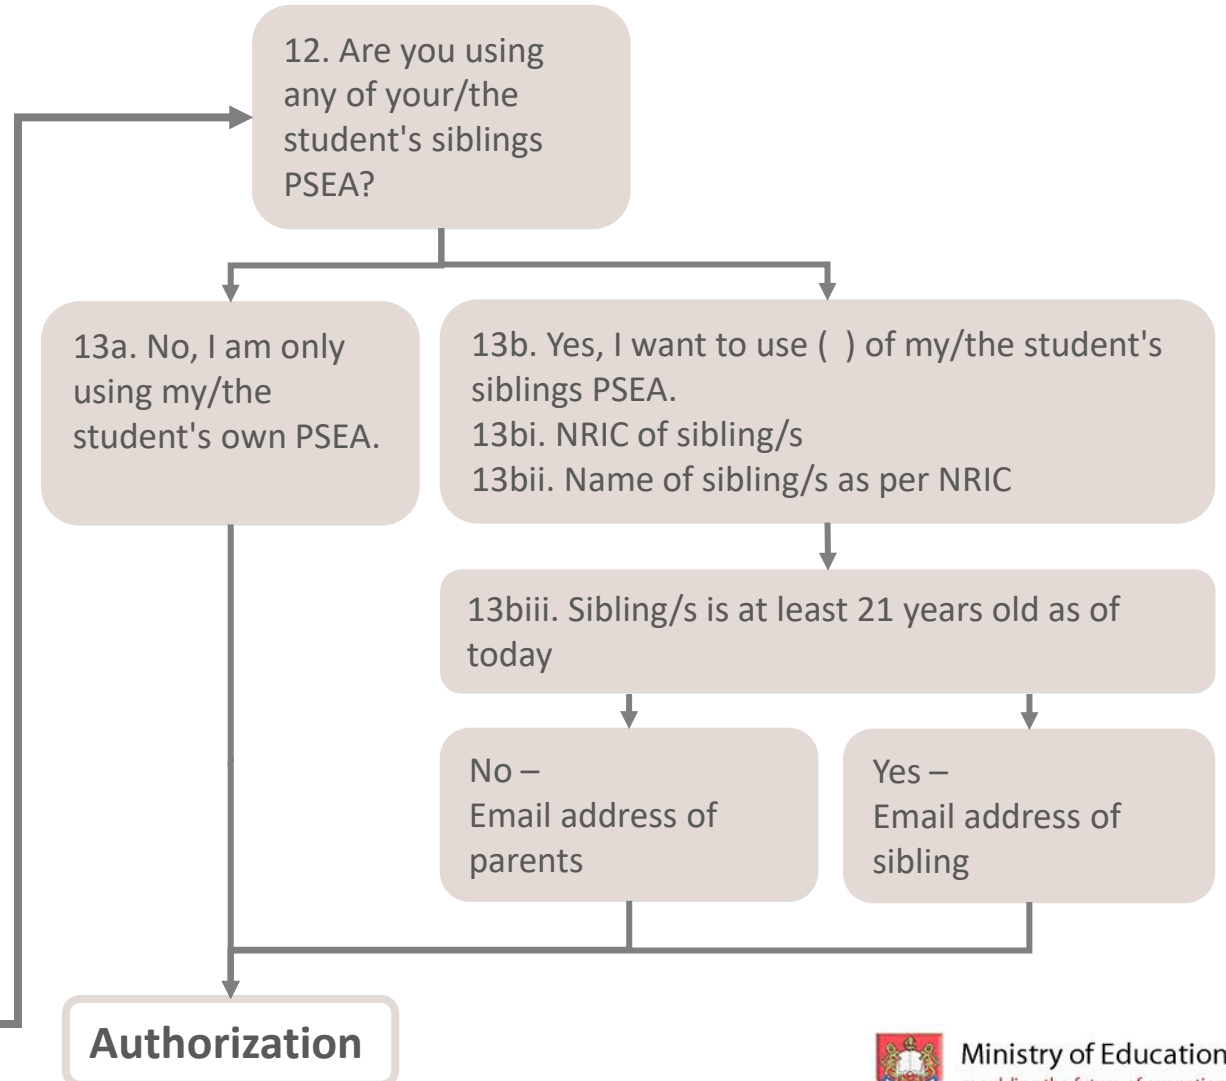 12. Are you using
any of your/the
student's siblings
PSEA?
13a. No, I am only
using my/the
student's own PSEA.
13b. Yes, I want to use ( ) of my/the student's
siblings PSEA.
13bi. NRIC of sibling/s
13bii. Name of sibling/s as per NRIC
13biii. Sibling/s is at least 21 years old as of
today
No –
Email address of
parents
Yes –
Email address of
sibling
Authorization
Ministry of Education